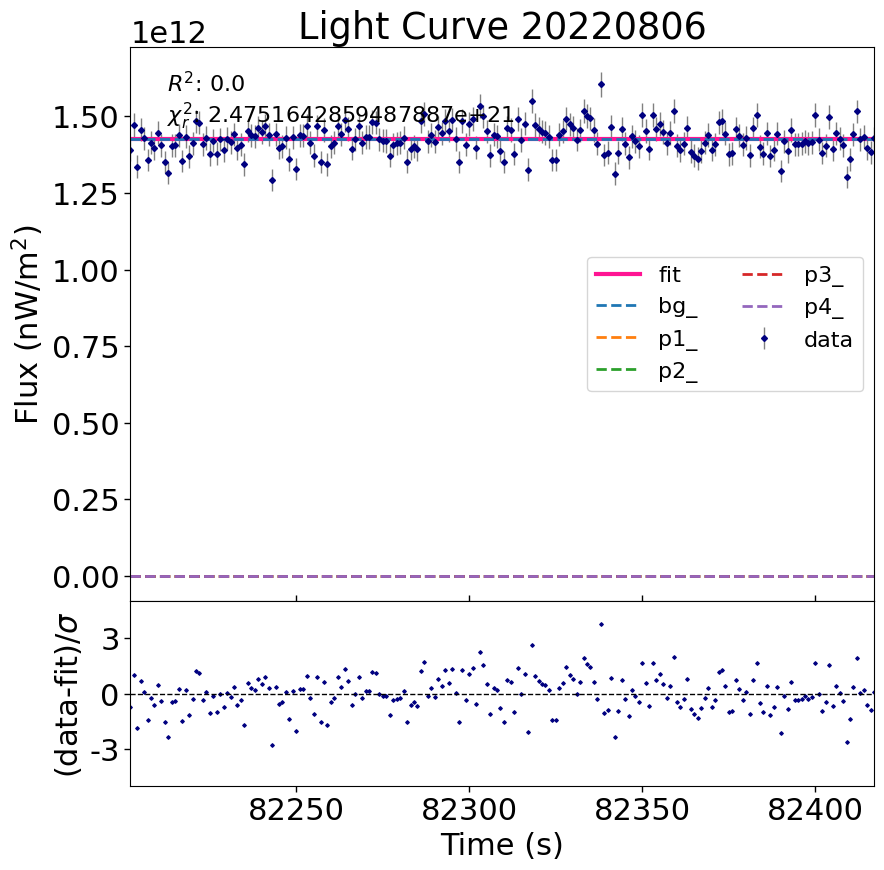 Light Curve 20220806
1e12
R²: 0.0
χ²ᵣ: 2.4751642859487887e+21
1.50
1.25
1.00
0.75
0.50
0.25
0.00
Flux (nW/m²)
fit
bg_
p1_
p2_
p3_
p4_
data
3
0
-3
(data-fit)/σ
82250 82300 82350 82400
Time (s)